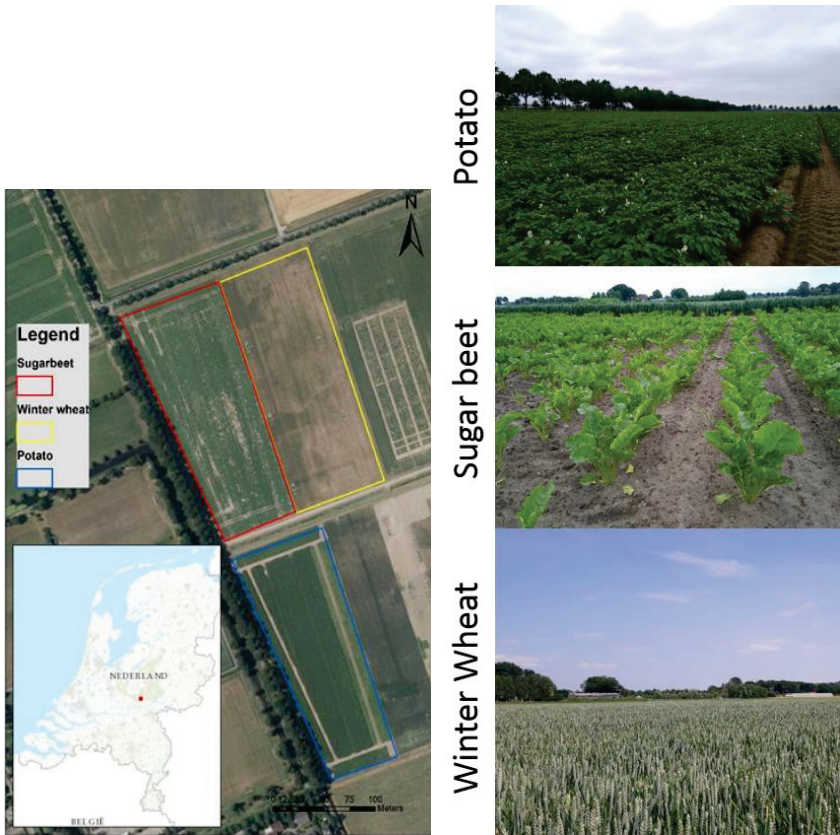 N
Legend
Sugarbeet
Winter wheat
Potato
NEDERLAND
BELGIË
75 100
Meters
Potato
Sugar beet
Winter Wheat